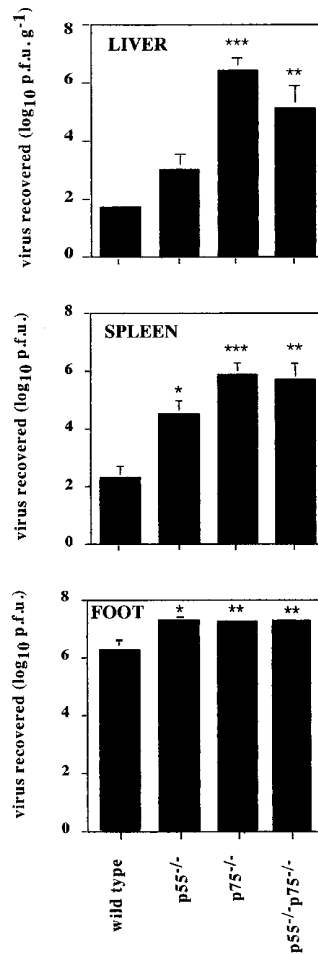 virus recovered (log10 p.f.u. g-1)
8
6
4
2
0
LIVER
***
**
virus recovered (log10 p.f.u.)
8
6
4
2
0
SPLEEN
*
***
**
virus recovered (log10 p.f.u.)
8
6
4
2
0
FOOT
*
**
**
wild type
p55-/-
p75-/-
p55-/-p75-/-